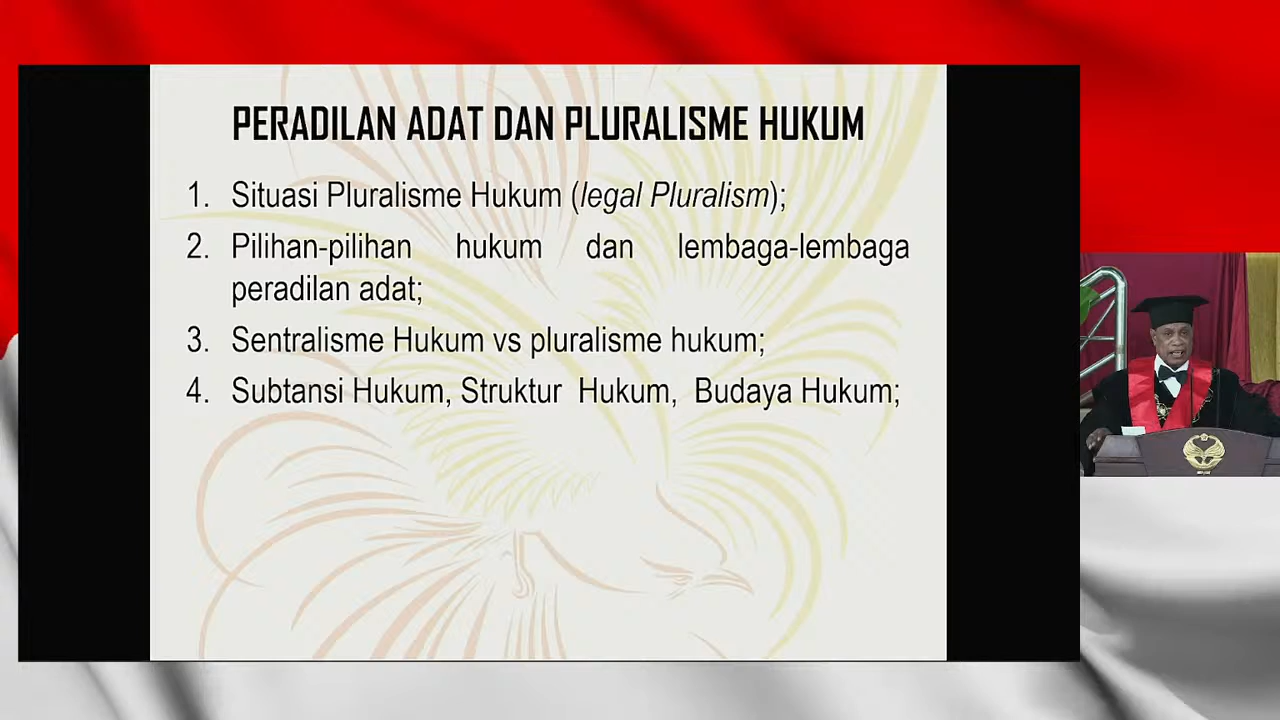 PERADILAN ADAT DAN PLURALISME HUKUM
1. Situasi Pluralisme Hukum (legal Pluralism);
2. Pilihan-pilihan hukum dan lembaga-lembaga
peradilan adat;
3. Sentralisme Hukum vs pluralisme hukum;
4. Subtansi Hukum, Struktur Hukum, Budaya Hukum;